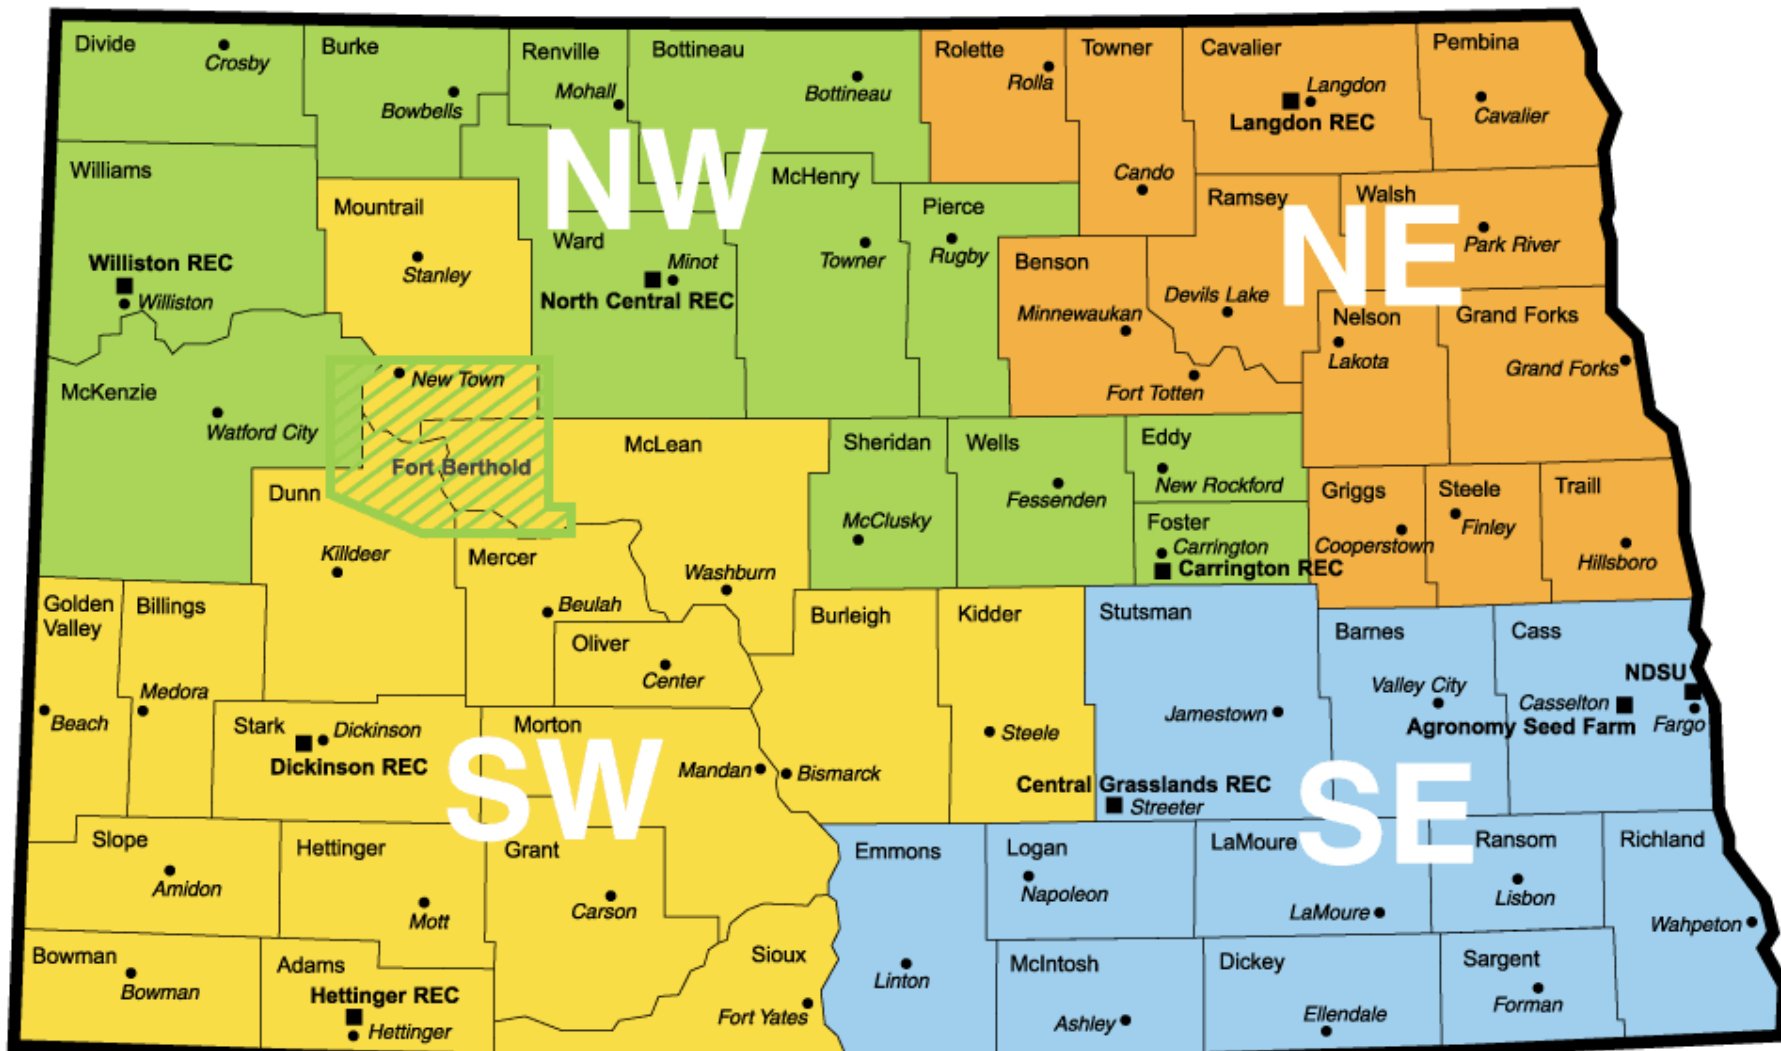 Divide
Crosby
Burke
Bowbells
Renville
Mohall
Bottineau
Bottineau
Rolette
Rolla
Towner
Cando
Cavalier
Langdon
Langdon REC
Pembina
Cavalier
NW
Williams
Williston REC
Williston
Mountrail
Stanley
Ward
Minot
North Central REC
McHenry
Towner
Pierce
Rugby
NE
Ramsey
Devils Lake
Walsh
Park River
Benson
Minnewaukan
Fort Totten
Nelson
Lakota
Grand Forks
Grand Forks
McKenzie
Watford City
New Town
Fort Berthold
McLean
Washburn
Sheridan
McClusky
Wells
Fessenden
Eddy
New Rockford
Foster
Carrington
Carrington REC
Griggs
Cooperstown
Steele
Finley
Traill
Hillsboro
Dunn
Killdeer
Mercer
Beulah
Oliver
Center
Golden
Valley
Beach
Billings
Medora
Stark
Dickinson
Dickinson REC
Morton
Mandan
SW
Burleigh
Bismarck
Kidder
Steele
Stutsman
Jamestown
Central Grasslands REC
Streeter
Barnes
Valley City
Cass
NDSU
Casselton
Fargo
Agronomy Seed Farm
SE
Slope
Amidon
Hettinger
Mott
Grant
Carson
Emmons
Linton
Logan
Napoleon
LaMoure
LaMoure
Ransom
Lisbon
Richland
Wahpeton
Bowman
Bowman
Adams
Hettinger REC
Hettinger
Sioux
Fort Yates
McIntosh
Ashley
Dickey
Ellendale
Sargent
Forman